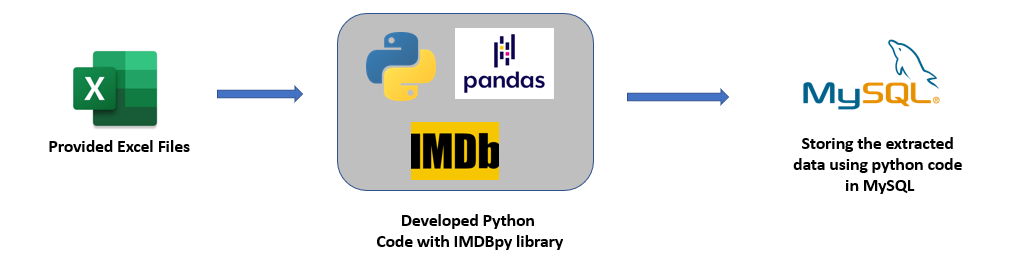 X
Provided Excel Files
pandas
IMDb
Developed Python
Code with IMDBpy library
MySQL®
Storing the extracted
data using python code
in MySQL